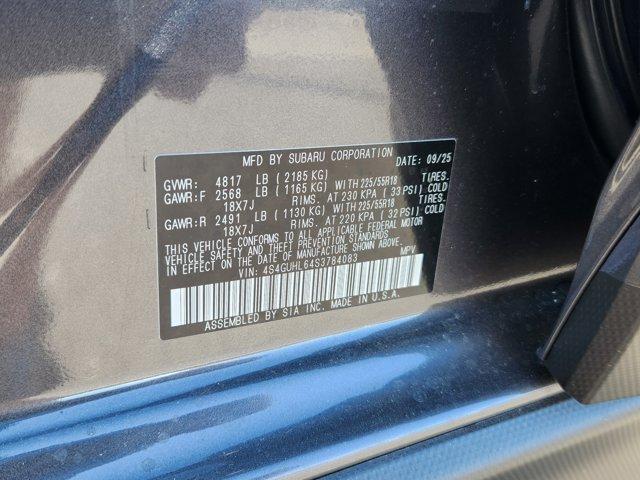 MFD BY SUBARU CORPORATION DATE: 09/25
GVWR: 4817 LB ( 2185 KG)
GAWR:F 2568 LB ( 1165 KG) WITH 225/55R18 TIRES.
18X7J RIMS. AT 230 KPA ( 33 PSI) COLD
GAWR:R 2491 LB ( 1130 KG) WITH 225/55R18 TIRES.
18X7J RIMS. AT 220 KPA ( 32 PSI) COLD
THIS VEHICLE CONFORMS TO ALL APPLICABLE FEDERAL MOTOR
VEHICLE SAFETY AND THEFT PREVENTION STANDARDS
IN EFFECT ON THE DATE OF MANUFACTURE SHOWN ABOVE.
VIN: 4S4GUHL64S3784083 MPV
ASSEMBLED BY SIA INC. MADE IN U.S.A.